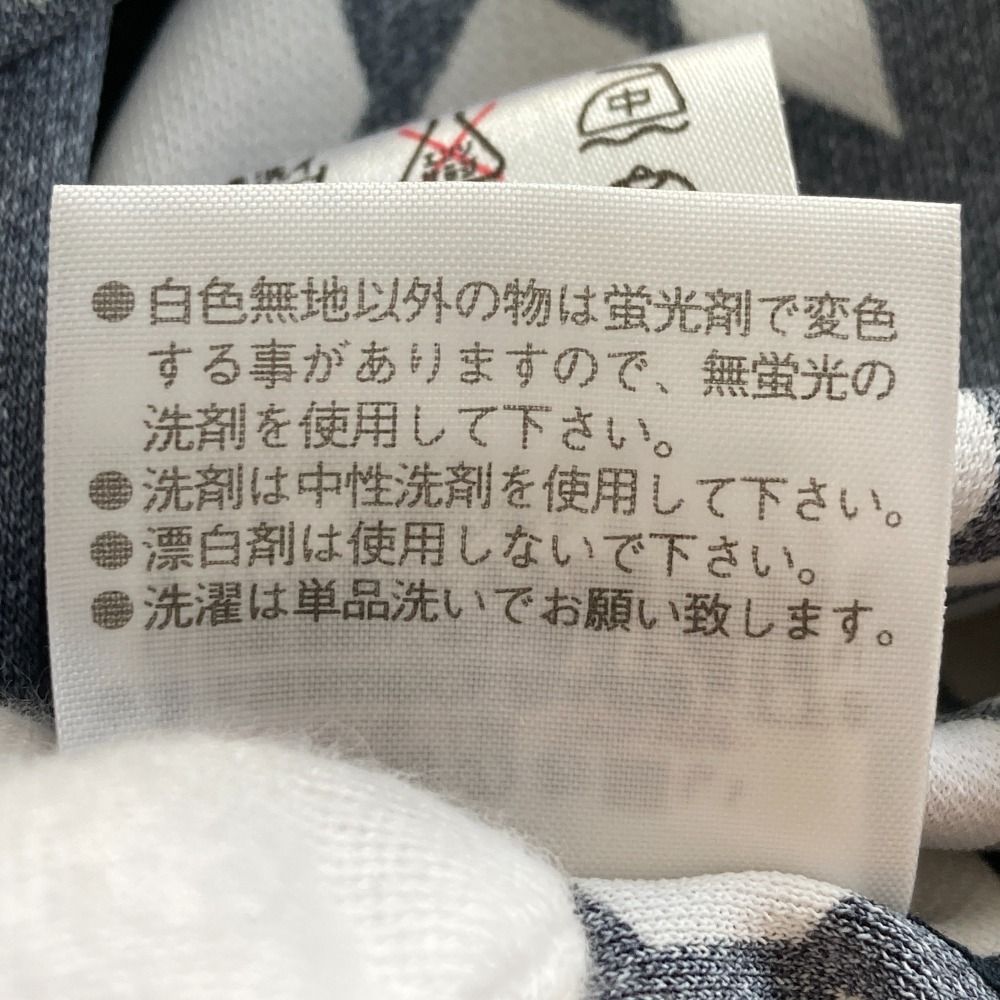 中
エンソ
●白色無地以外の物は蛍光剤で変色
する事がありますので、無蛍光の
洗剤を使用して下さい。
●洗剤は中性洗剤を使用して下さい。
●漂白剤は使用しないで下さい。
●洗濯は単品洗いでお願い致します。